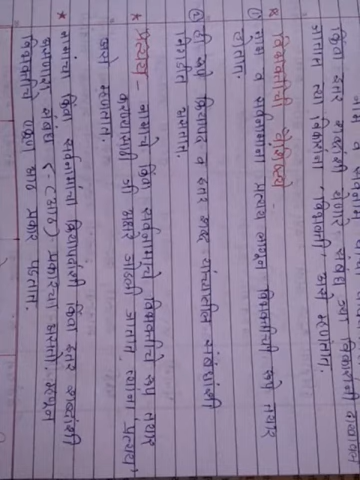 नाम व
किंवा इतर शब्दांशी येणारे संबंध ज्या विकारांनी दाखवले
जातात त्या विकारांना 'विभक्ती' असे म्हणतात.
* विभक्तीची वैशिष्ट्ये
① नाम व सर्वनामांना प्रत्यय लागून विभक्तीची रूपे तयार
होतात.
② ही रूपे क्रियापद व इतर शब्द यांच्यातील संबंधांशी
निगडीत असतात.
* प्रत्यय - नामाचे किंवा सर्वनामाचे विभक्तीचे रूप तयार
करण्यासाठी जी अक्षरे जोडली जातात, त्यांना 'प्रत्यय'
असे म्हणतात.
* नामांच्या किंवा सर्वनामांचा क्रियापदांशी किंवा इतर शब्दांशी
असणारा संबंध ८ - (आठ) प्रकारचा असतो. म्हणून
विभक्तीचे एकूण आठ प्रकार पडतात.